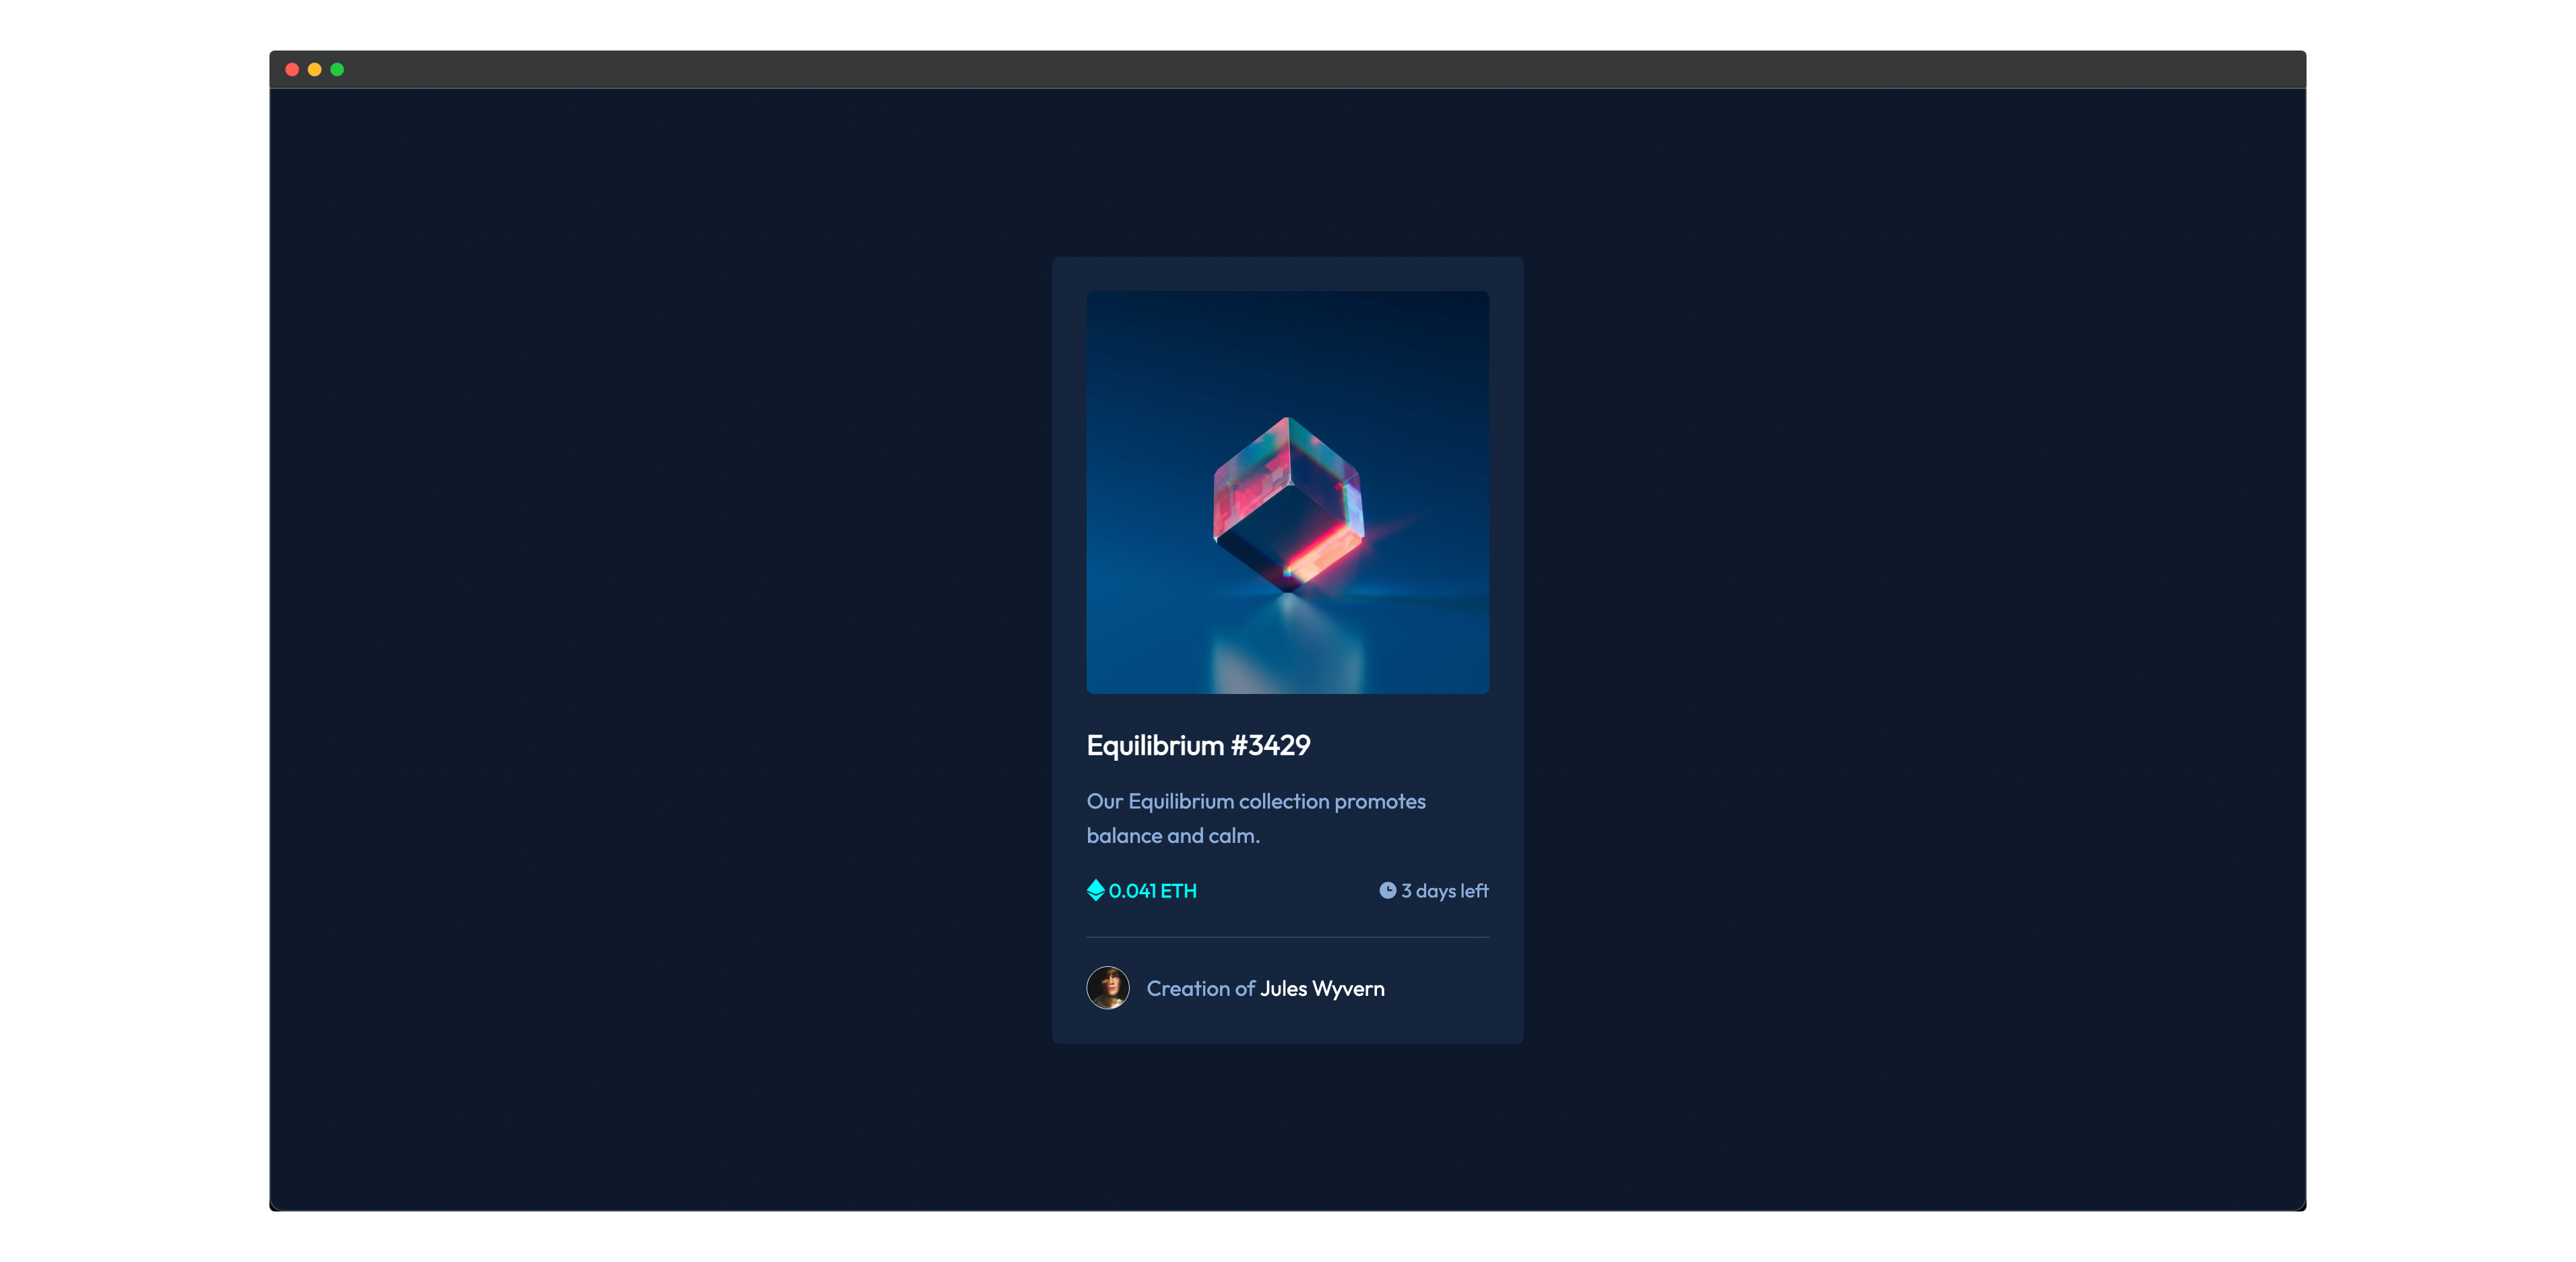 Equilibrium #3429
Our Equilibrium collection promotes
balance and calm.
0.041 ETH
3 days left
Creation of Jules Wyvern